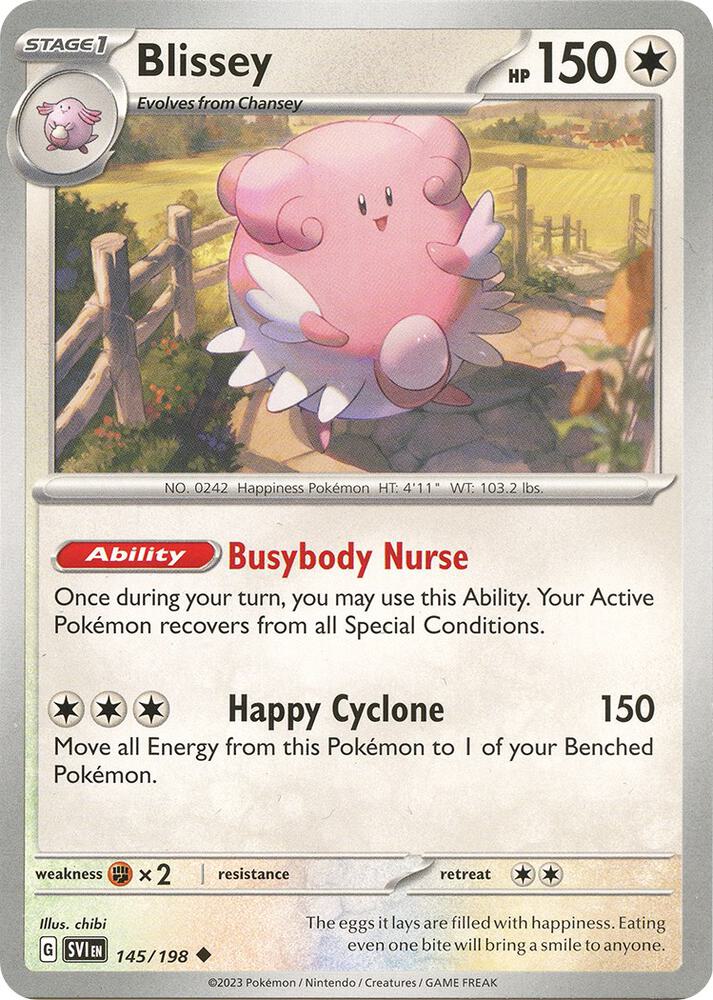 STAGE 1
Blissey
HP 150
Evolves from Chansey
NO. 0242 Happiness Pokémon HT: 4'11" WT: 103.2 lbs.
Ability Busybody Nurse
Once during your turn, you may use this Ability. Your Active
Pokémon recovers from all Special Conditions.
Happy Cyclone 150
Move all Energy from this Pokémon to 1 of your Benched
Pokémon.
weakness ×2 resistance retreat
Illus. chibi
The eggs it lays are filled with happiness. Eating
even one bite will bring a smile to anyone.
G SVI EN 145/198
©2023 Pokémon / Nintendo / Creatures / GAME FREAK